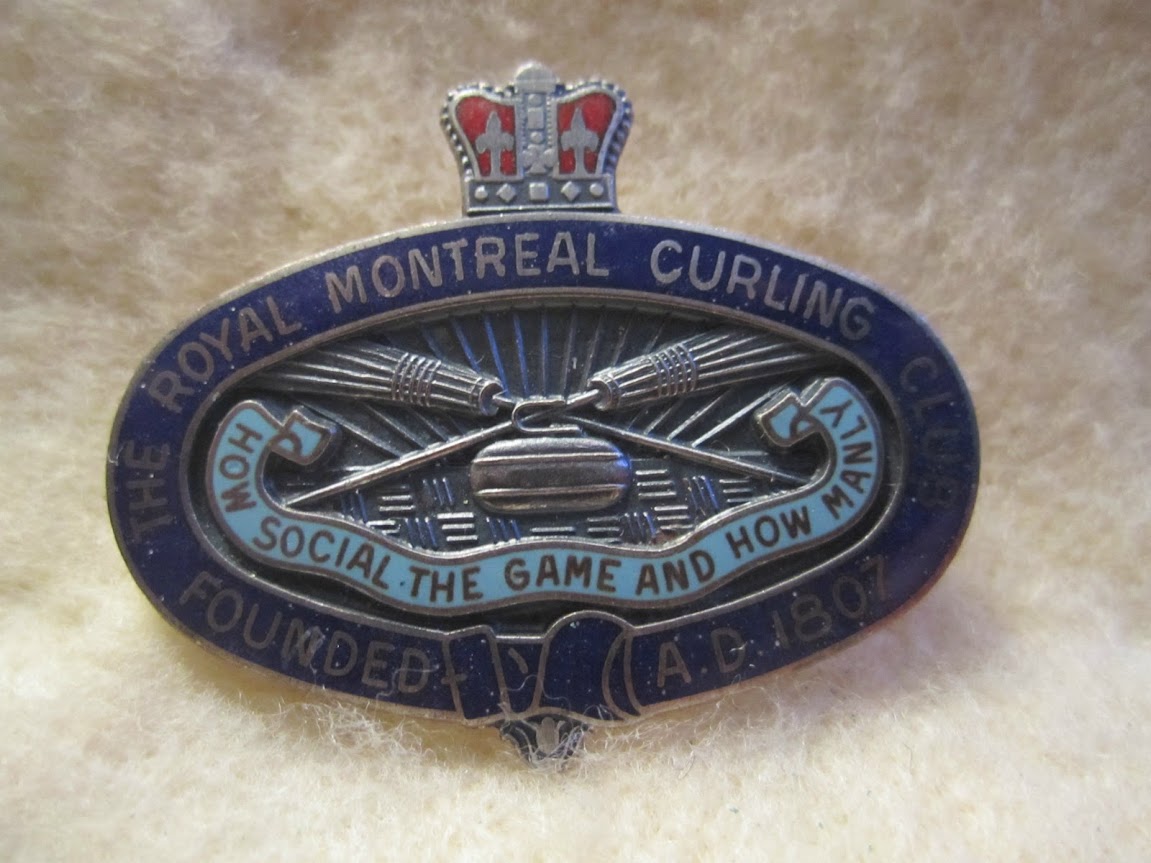 THE ROYAL MONTREAL CURLING CLUB
HOW SOCIAL THE GAME AND HOW MANLY
FOUNDED A.D. 1807